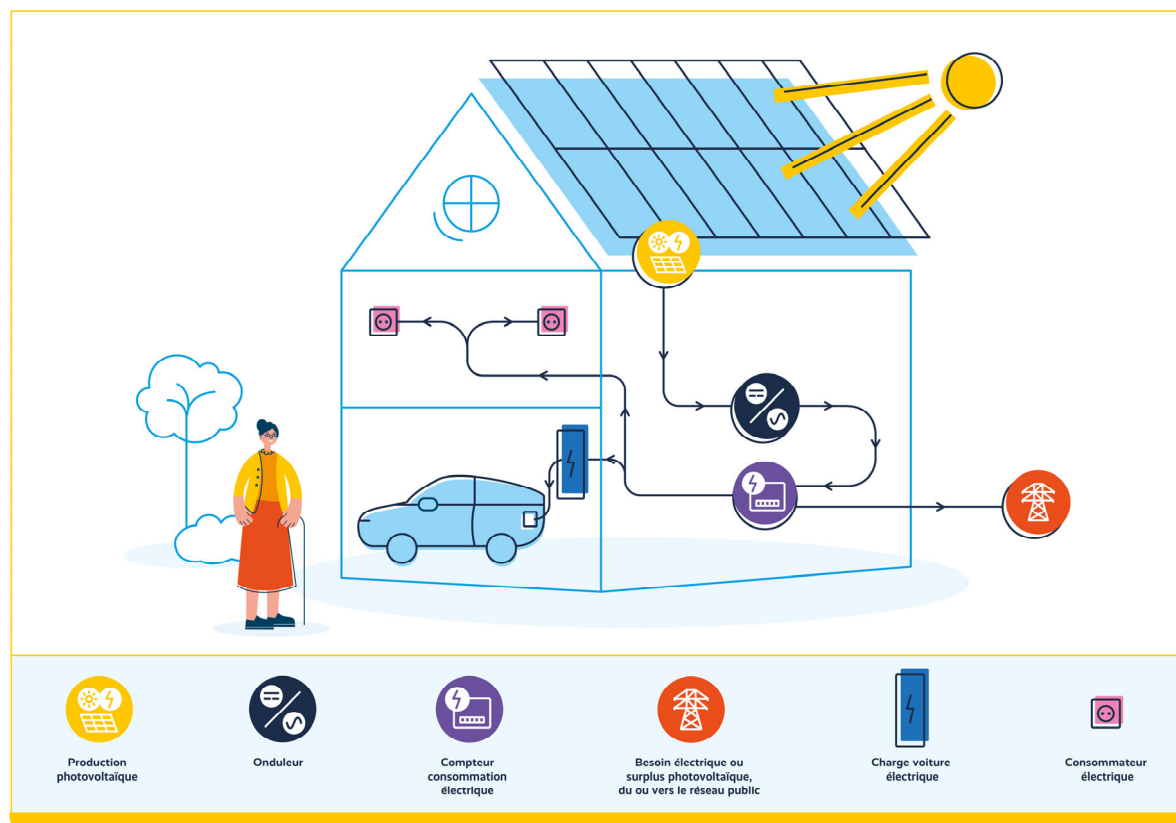 Production
photovoltaïque
Onduleur
Compteur
consommation
électrique
Besoin électrique ou
surplus photovoltaïque,
du ou vers le réseau public
Charge voiture
électrique
Consommateur
électrique